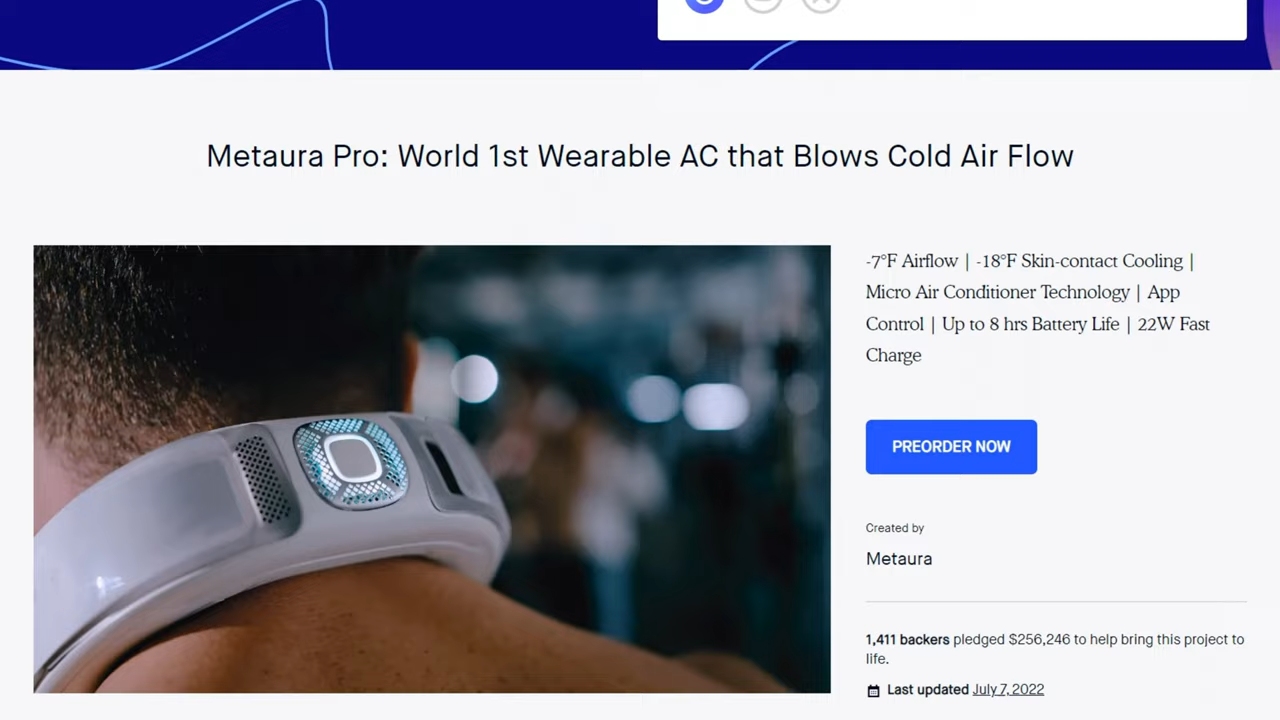 Metaura Pro: World 1st Wearable AC that Blows Cold Air Flow
-7°F Airflow | -18°F Skin-contact Cooling |
Micro Air Conditioner Technology | App
Control | Up to 8 hrs Battery Life | 22W Fast
Charge
PREORDER NOW
Created by
Metaura
1,411 backers pledged $256,246 to help bring this project to
life.
Last updated July 7, 2022